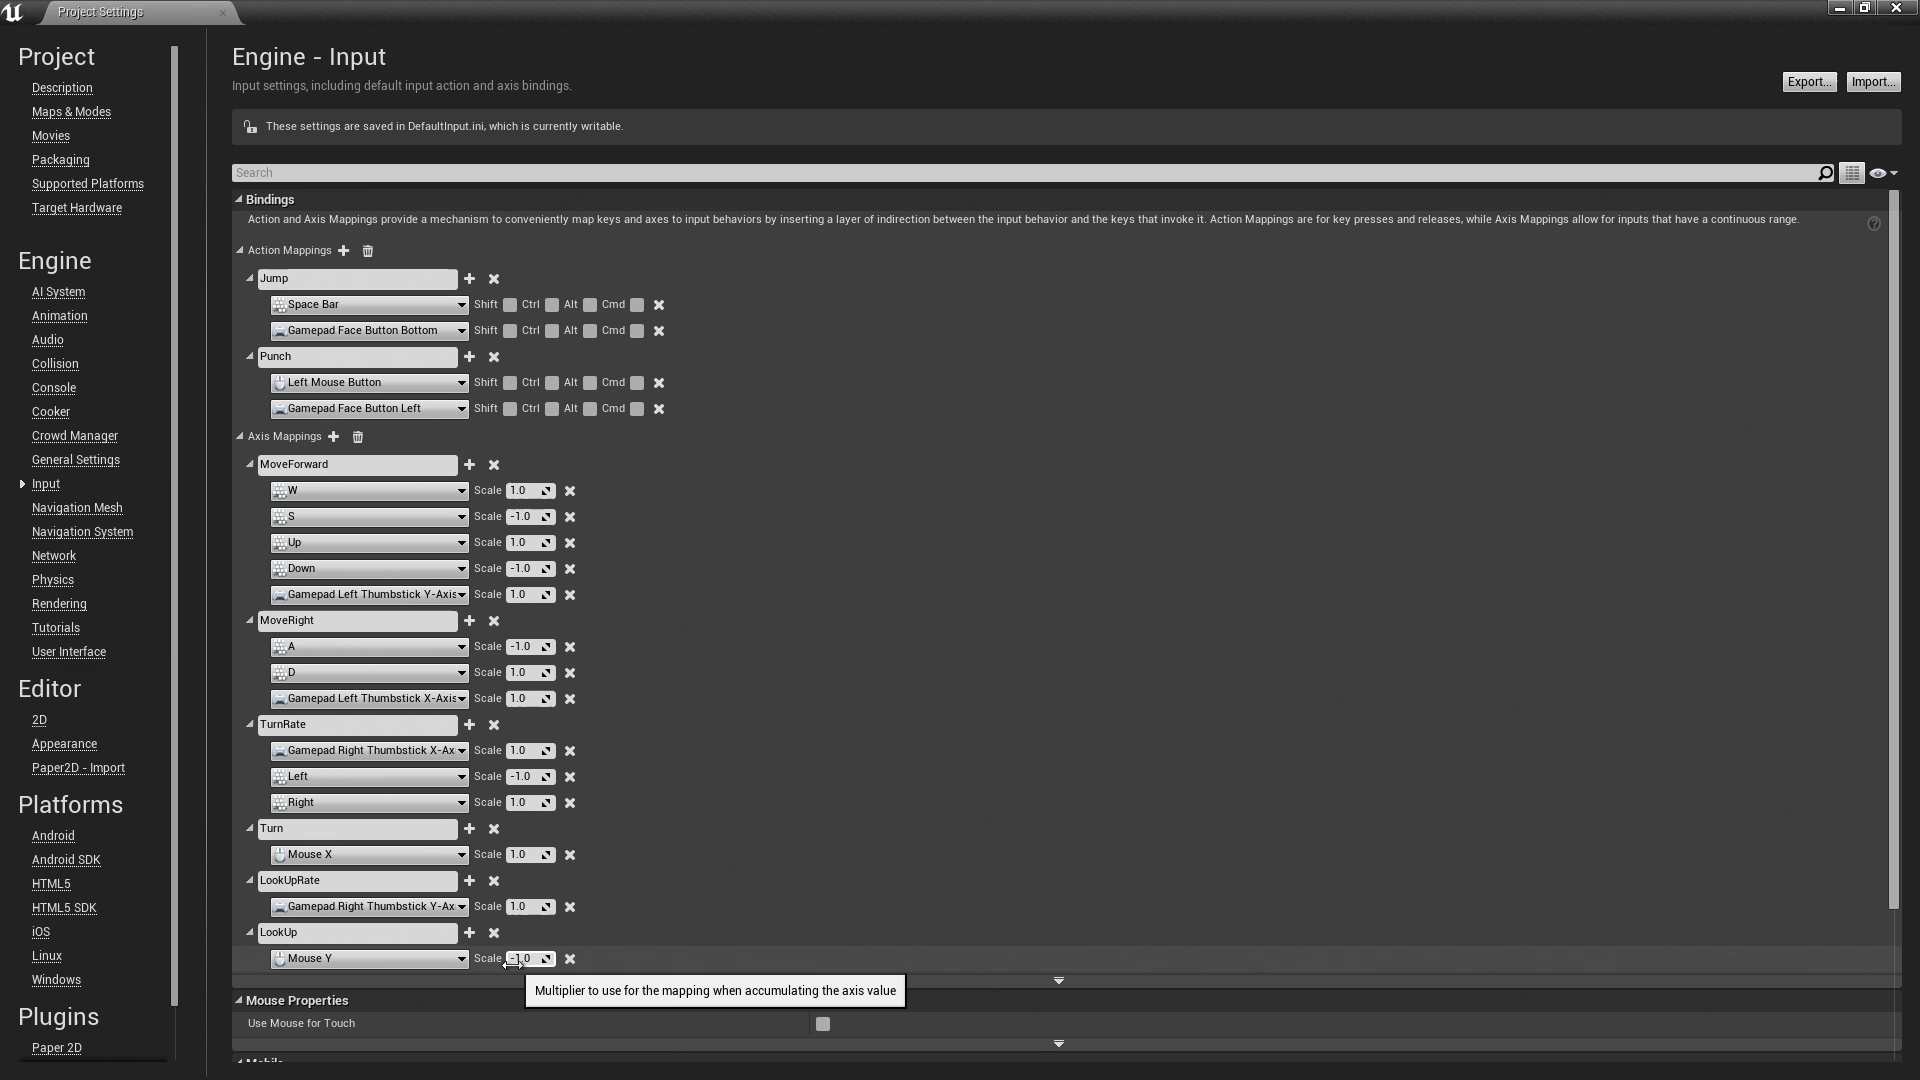 Project Settings
Project
Description
Maps & Modes
Movies
Packaging
Supported Platforms
Target Hardware
Engine
AI System
Animation
Audio
Collision
Console
Cooker
Crowd Manager
General Settings
Input
Navigation Mesh
Navigation System
Network
Physics
Rendering
Tutorials
User Interface
Editor
2D
Appearance
Paper2D - Import
Platforms
Android
Android SDK
HTML5
HTML5 SDK
iOS
Linux
Windows
Plugins
Paper 2D
Engine - Input
Input settings, including default input action and axis bindings.
Export... Import...
These settings are saved in DefaultInput.ini, which is currently writable.
Search
Bindings
Action and Axis Mappings provide a mechanism to conveniently map keys and axes to input behaviors by inserting a layer of indirection between the input behavior and the keys that invoke it. Action Mappings are for key presses and releases, while Axis Mappings allow for inputs that have a continuous range.
Action Mappings
Jump
Space Bar Shift Ctrl Alt Cmd
Gamepad Face Button Bottom Shift Ctrl Alt Cmd
Punch
Left Mouse Button Shift Ctrl Alt Cmd
Gamepad Face Button Left Shift Ctrl Alt Cmd
Axis Mappings
MoveForward
W Scale 1.0
S Scale -1.0
Up Scale 1.0
Down Scale -1.0
Gamepad Left Thumbstick Y-Axis Scale 1.0
MoveRight
A Scale -1.0
D Scale 1.0
Gamepad Left Thumbstick X-Axis Scale 1.0
TurnRate
Gamepad Right Thumbstick X-Ax Scale 1.0
Left Scale -1.0
Right Scale 1.0
Turn
Mouse X Scale 1.0
LookUpRate
Gamepad Right Thumbstick Y-Ax Scale 1.0
LookUp
Mouse Y Scale -1.0
Multiplier to use for the mapping when accumulating the axis value
Mouse Properties
Use Mouse for Touch